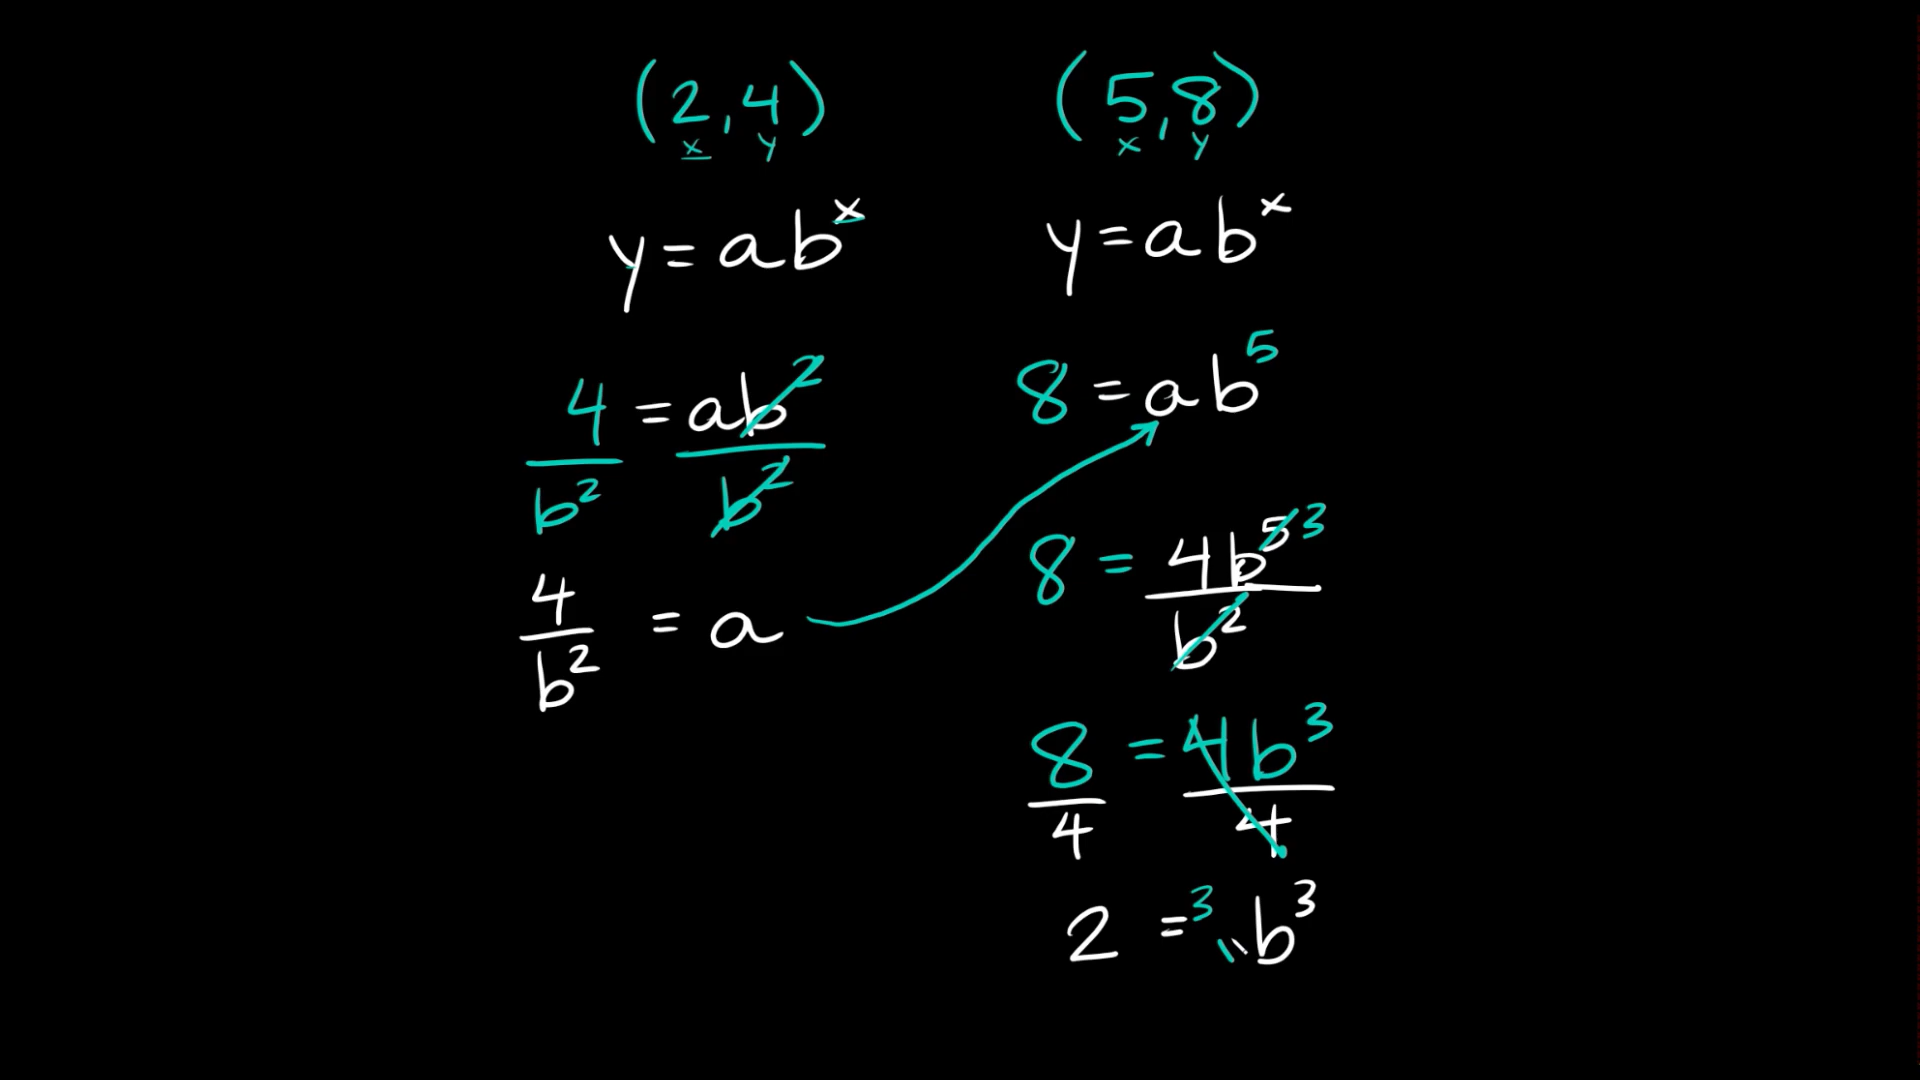 (2,4) (5,8)
x y x y
y=ab^x y=ab^x
4 = ab^2 8 = ab^5
b^2 b^2
8 = 4b^5 3
b^2
4 = a
b^2
8 = 4b^3
4 4
2 = 3 b^3